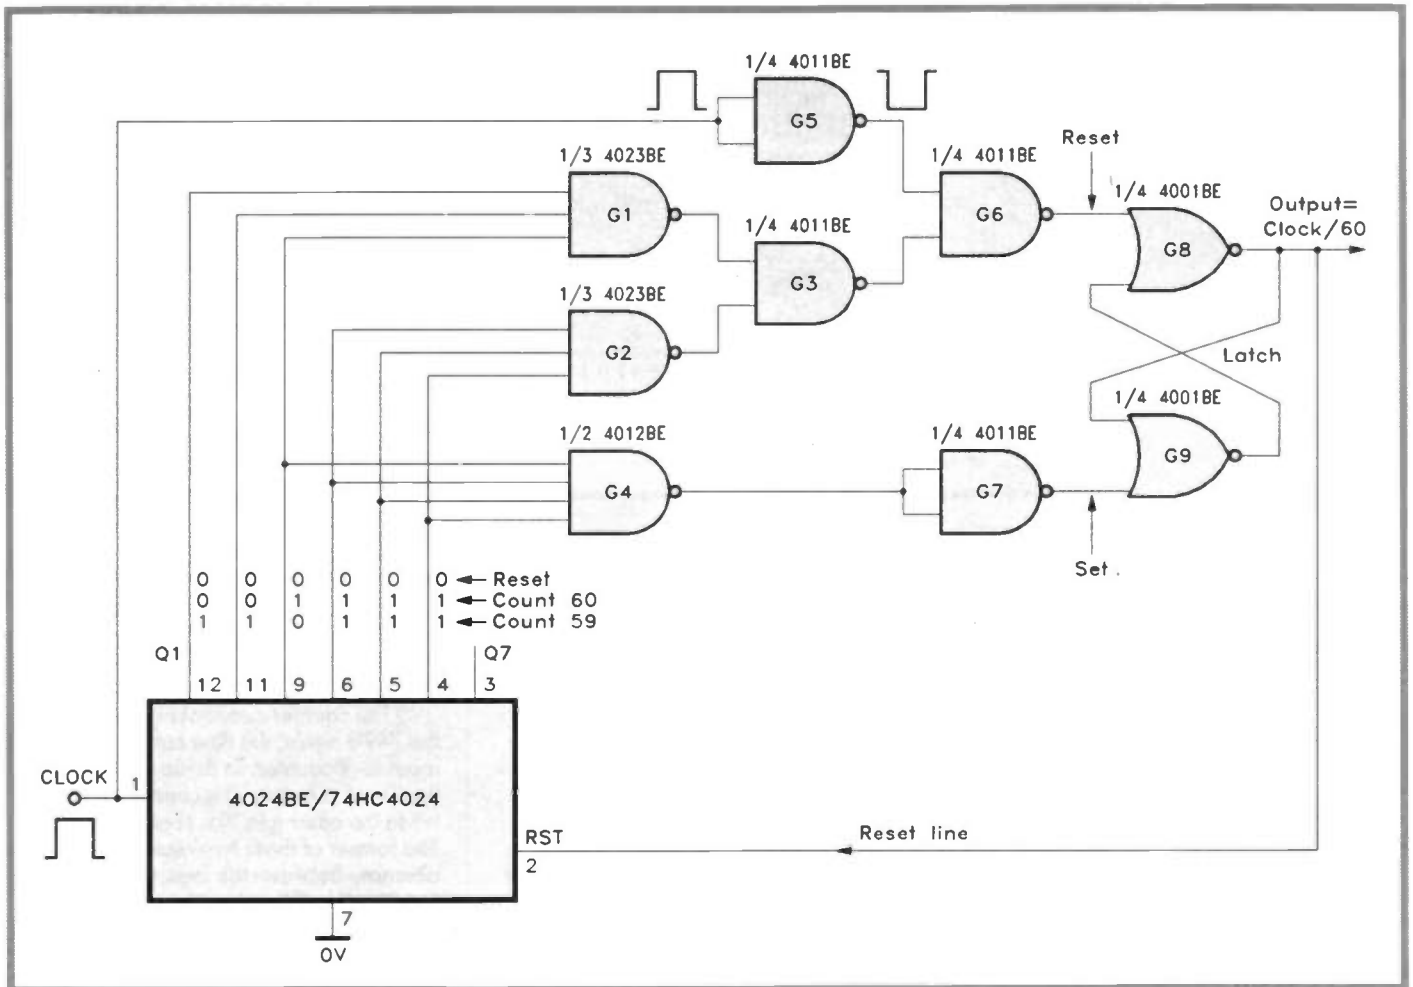 1/4 4011BE
G5
Reset
1/3 4023BE
1/4 4011BE
1/4 4001BE
Output=
Clock/60
G1
1/4 4011BE
G6
G8
G3
1/3 4023BE
G2
Latch
1/4 4001BE
1/2 4012BE
1/4 4011BE
G9
G4
G7
Set
0 0 0 0 0 0 Reset
0 0 1 1 1 1 Count 60
1 1 0 1 1 1 Count 59
Q1 Q7
12 11 9 6 5 4 3
CLOCK 1
4024BE/74HC4024
RST
2
Reset line
7
0V